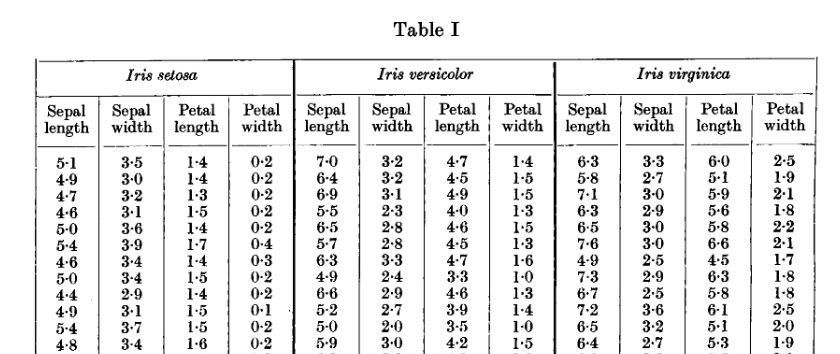 Table I
Iris setosa Iris versicolor Iris virginica
Sepal Sepal Petal Petal Sepal Sepal Petal Petal Sepal Sepal Petal Petal
length width length width length width length width length width length width
5·1 3·5 1·4 0·2 7·0 3·2 4·7 1·4 6·3 3·3 6·0 2·5
4·9 3·0 1·4 0·2 6·4 3·2 4·5 1·5 5·8 2·7 5·1 1·9
4·7 3·2 1·3 0·2 6·9 3·1 4·9 1·5 7·1 3·0 5·9 2·1
4·6 3·1 1·5 0·2 5·5 2·3 4·0 1·3 6·3 2·9 5·6 1·8
5·0 3·6 1·4 0·2 6·5 2·8 4·6 1·5 6·5 3·0 5·8 2·2
5·4 3·9 1·7 0·4 5·7 2·8 4·5 1·3 7·6 3·0 6·6 2·1
4·6 3·4 1·4 0·3 6·3 3·3 4·7 1·6 4·9 2·5 4·5 1·7
5·0 3·4 1·5 0·2 4·9 2·4 3·3 1·0 7·3 2·9 6·3 1·8
4·4 2·9 1·4 0·2 6·6 2·9 4·6 1·3 6·7 2·5 5·8 1·8
4·9 3·1 1·5 0·1 5·2 2·7 3·9 1·4 7·2 3·6 6·1 2·5
5·4 3·7 1·5 0·2 5·0 2·0 3·5 1·0 6·5 3·2 5·1 2·0
4·8 3·4 1·6 0·2 5·9 3·0 4·2 1·5 6·4 2·7 5·3 1·9